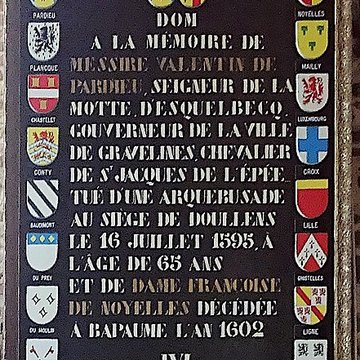 PARDIEU
NOYELLES
DOM
A LA MÉMOIRE DE
MESSIRE VALENTIN DE
PARDIEU, SEIGNEUR DE LA
MOTTE, D'ESQUELBECQ,
GOUVERNEUR DE LA VILLE
DE GRAVELINES, CHEVALIER
DE ST JACQUES DE L'ÉPÉE
TUÉ D'UNE ARQUEBUSADE
AU SIÈGE DE DOULLENS
LE 16 JUILLET 1595, A
L'ÂGE DE 65 ANS
ET DE DAME FRANCOISE
DE NOYELLES DÉCÉDÉE
A BAPAUME L'AN 1602
PLANCQUE
MAILLY
CHASTELET
LUXEMBOURG
CONTY
CROIX
BAUDIMONT
LILLE
DU PREY
GHISTELLES
DU MOULIN
LIGNE